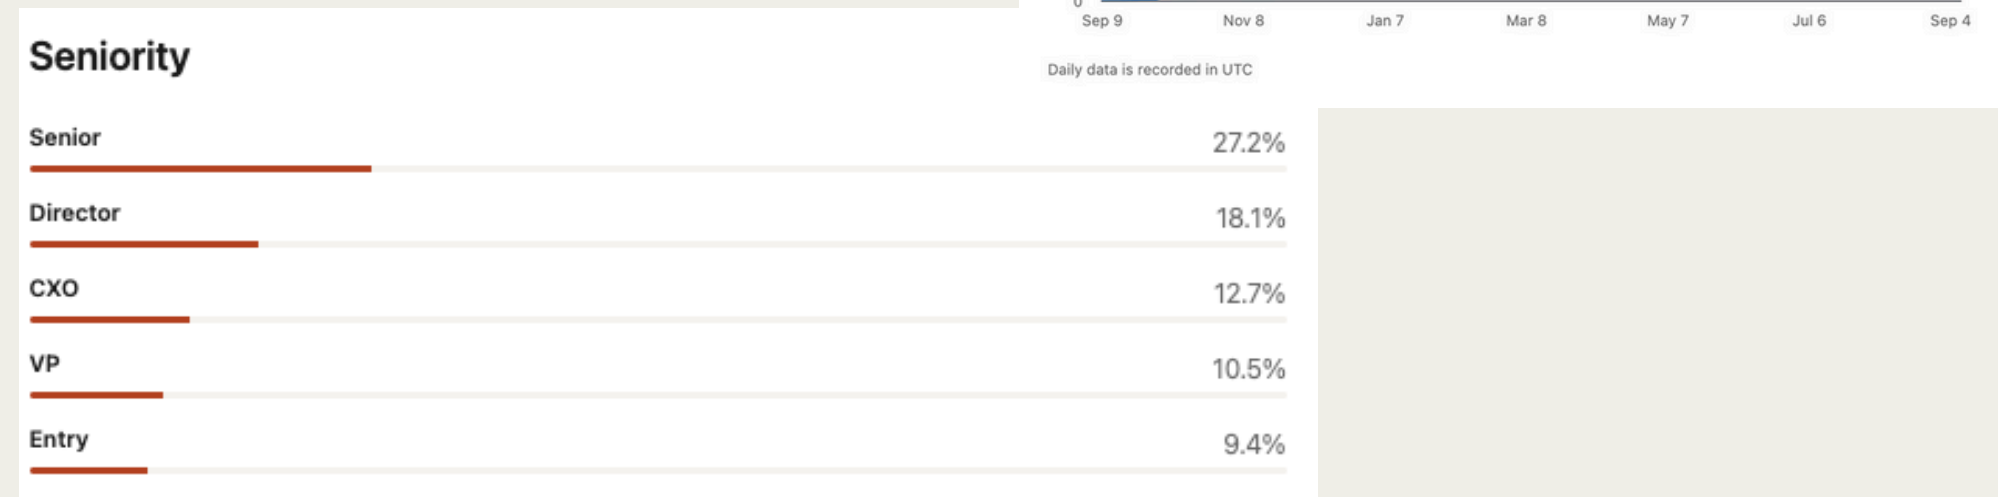 0
Sep 9 Nov 8 Jan 7 Mar 8 May 7 Jul 6 Sep 4
Daily data is recorded in UTC
Seniority
Senior 27.2%
Director 18.1%
CXO 12.7%
VP 10.5%
Entry 9.4%